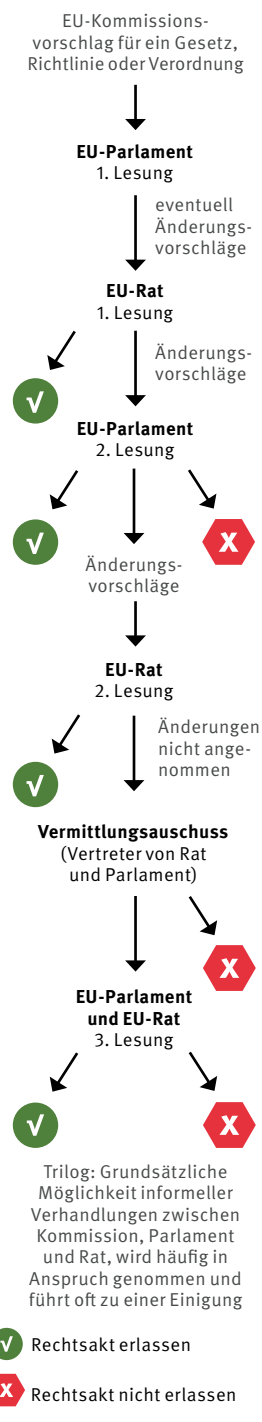 EU-Kommissions-
vorschlag für ein Gesetz,
Richtlinie oder Verordnung
EU-Parlament
1. Lesung
eventuell
Änderungs-
vorschläge
EU-Rat
1. Lesung
Änderungs-
vorschläge
√
EU-Parlament
2. Lesung
√
X
Änderungs-
vorschläge
EU-Rat
2. Lesung
Änderungen
nicht ange-
nommen
√
Vermittlungsauschuss
(Vertreter von Rat
und Parlament)
X
EU-Parlament
und EU-Rat
3. Lesung
√
X
Trilog: Grundsätzliche
Möglichkeit informeller
Verhandlungen zwischen
Kommission, Parlament
und Rat, wird häufig in
Anspruch genommen und
führt oft zu einer Einigung
√ Rechtsakt erlassen
X Rechtsakt nicht erlassen